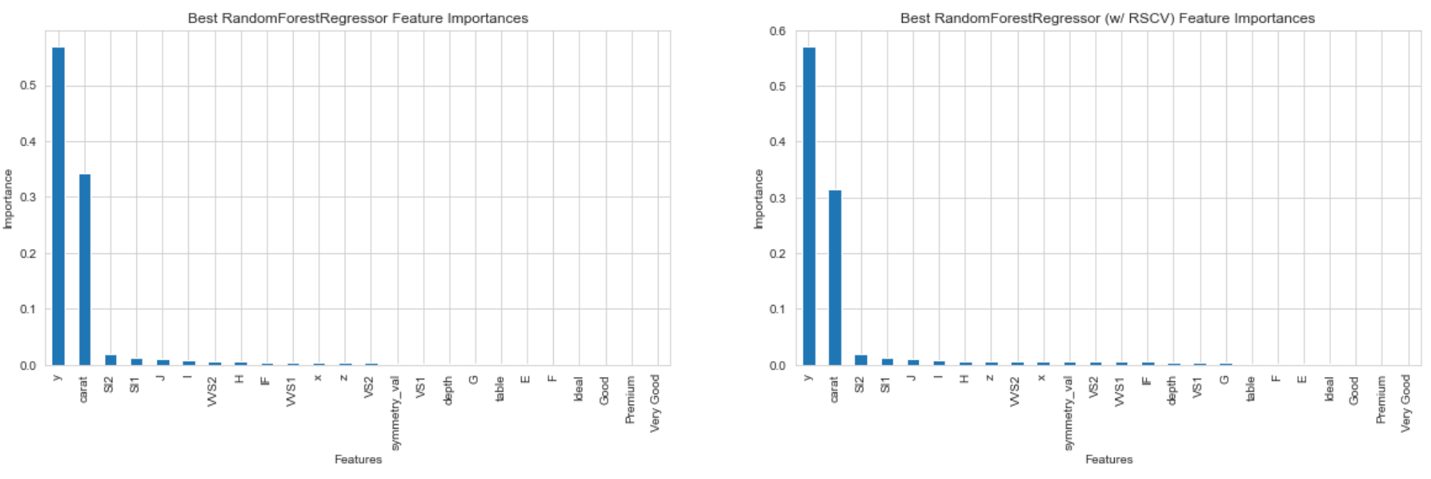 Best RandomForestRegressor Feature Importances
0.5
0.4
0.3
0.2
0.1
0.0
Importance
y
carat
SI2
SI1
J
I
VVS2
H
IF
VVS1
x
z
VS2
symmetry_val
VS1
depth
G
table
E
F
Ideal
Good
Premium
Very Good
Features
Best RandomForestRegressor (w/ RSCV) Feature Importances
0.6
0.5
0.4
0.3
0.2
0.1
0.0
Importance
y
carat
SI2
SI1
J
I
H
z
VVS2
x
symmetry_val
VS2
VVS1
IF
depth
VS1
G
table
F
E
Ideal
Good
Premium
Very Good
Features